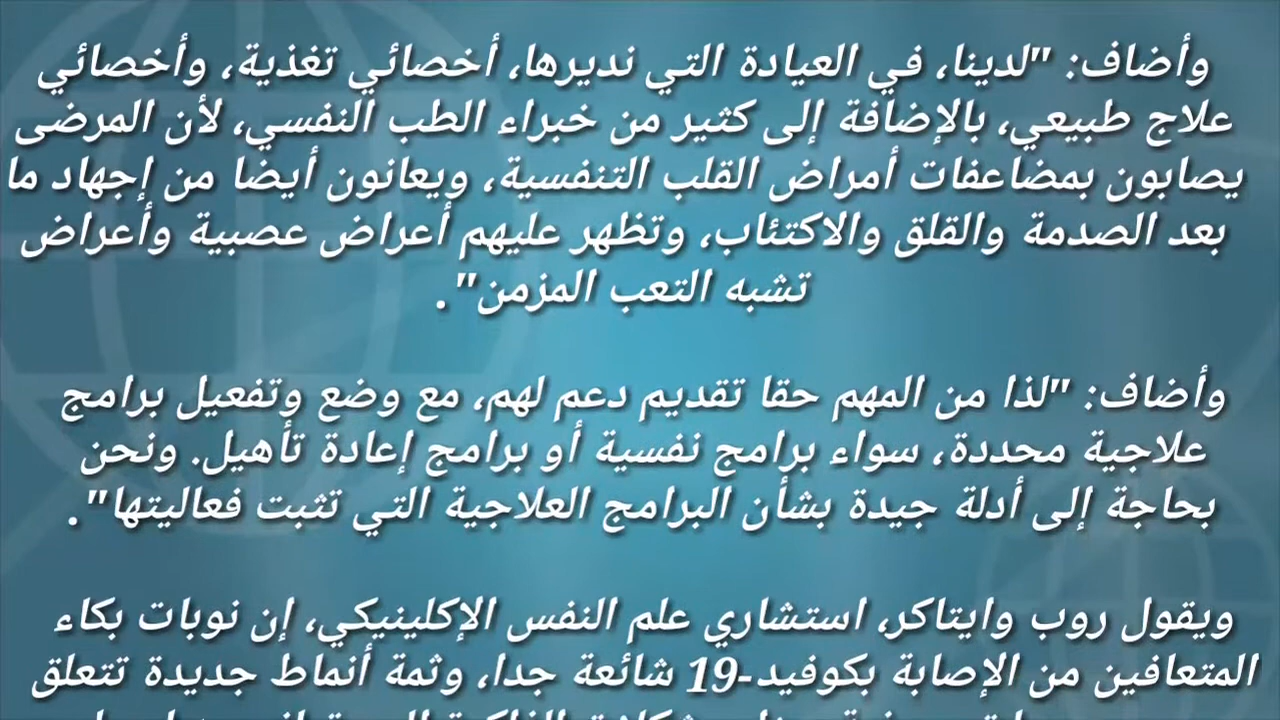 وأضاف: "لدينا، في العيادة التي نديرها، أخصائي تغذية، وأخصائي
علاج طبيعي، بالإضافة إلى كثير من خبراء الطب النفسي، لأن المرضى
يصابون بمضاعفات أمراض القلب التنفسية، ويعانون أيضا من إجهاد ما
بعد الصدمة والقلق والاكتئاب، وتظهر عليهم أعراض عصبية وأعراض
تشبه التعب المزمن".
وأضاف: "لذا من المهم حقا تقديم دعم لهم، مع وضع وتفعيل برامج
علاجية محددة، سواء برامج نفسية أو برامج إعادة تأهيل. ونحن
بحاجة إلى أدلة جيدة بشأن البرامج العلاجية التي تثبت فعاليتها".
ويقول روب وايتاكر، استشاري علم النفس الإكلينيكي، إن نوبات بكاء
المتعافين من الإصابة بكوفيد-19 شائعة جدا، وثمة أنماط جديدة تتعلق